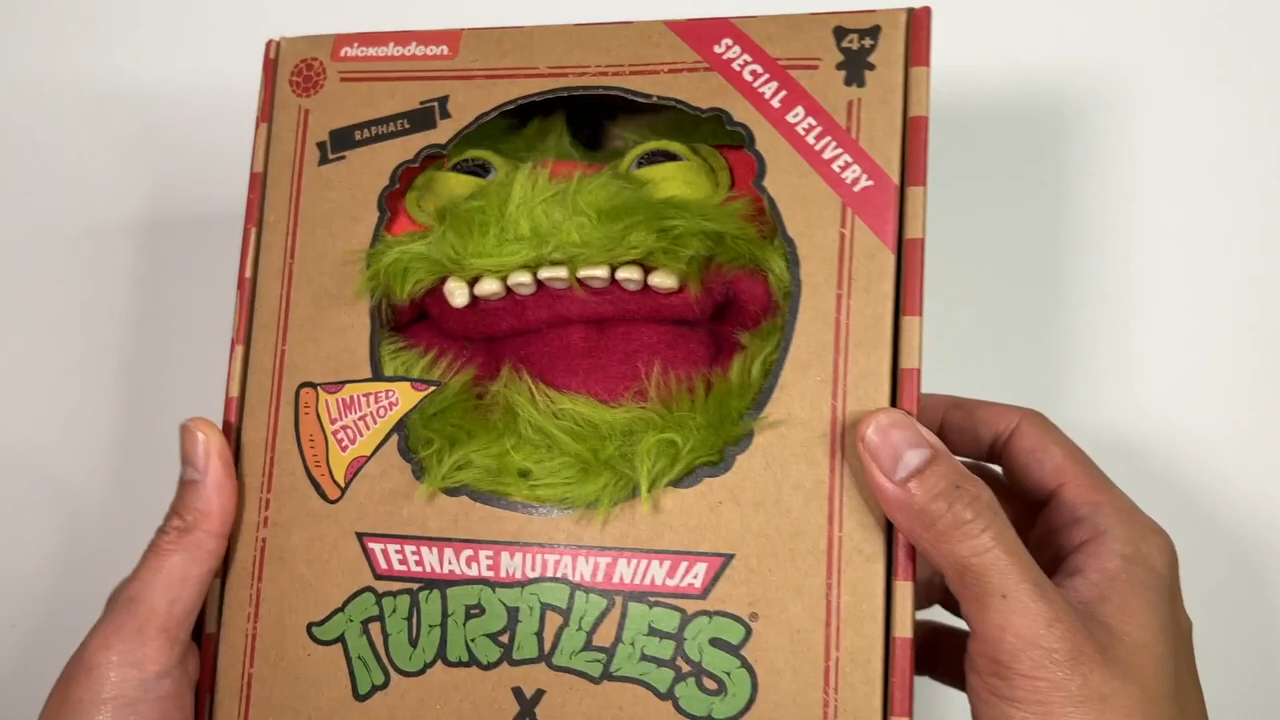 nickelodeon
SPECIAL DELIVERY
4+
RAPHAEL
LIMITED
EDITION
TEENAGE MUTANT NINJA
TURTLES®
X